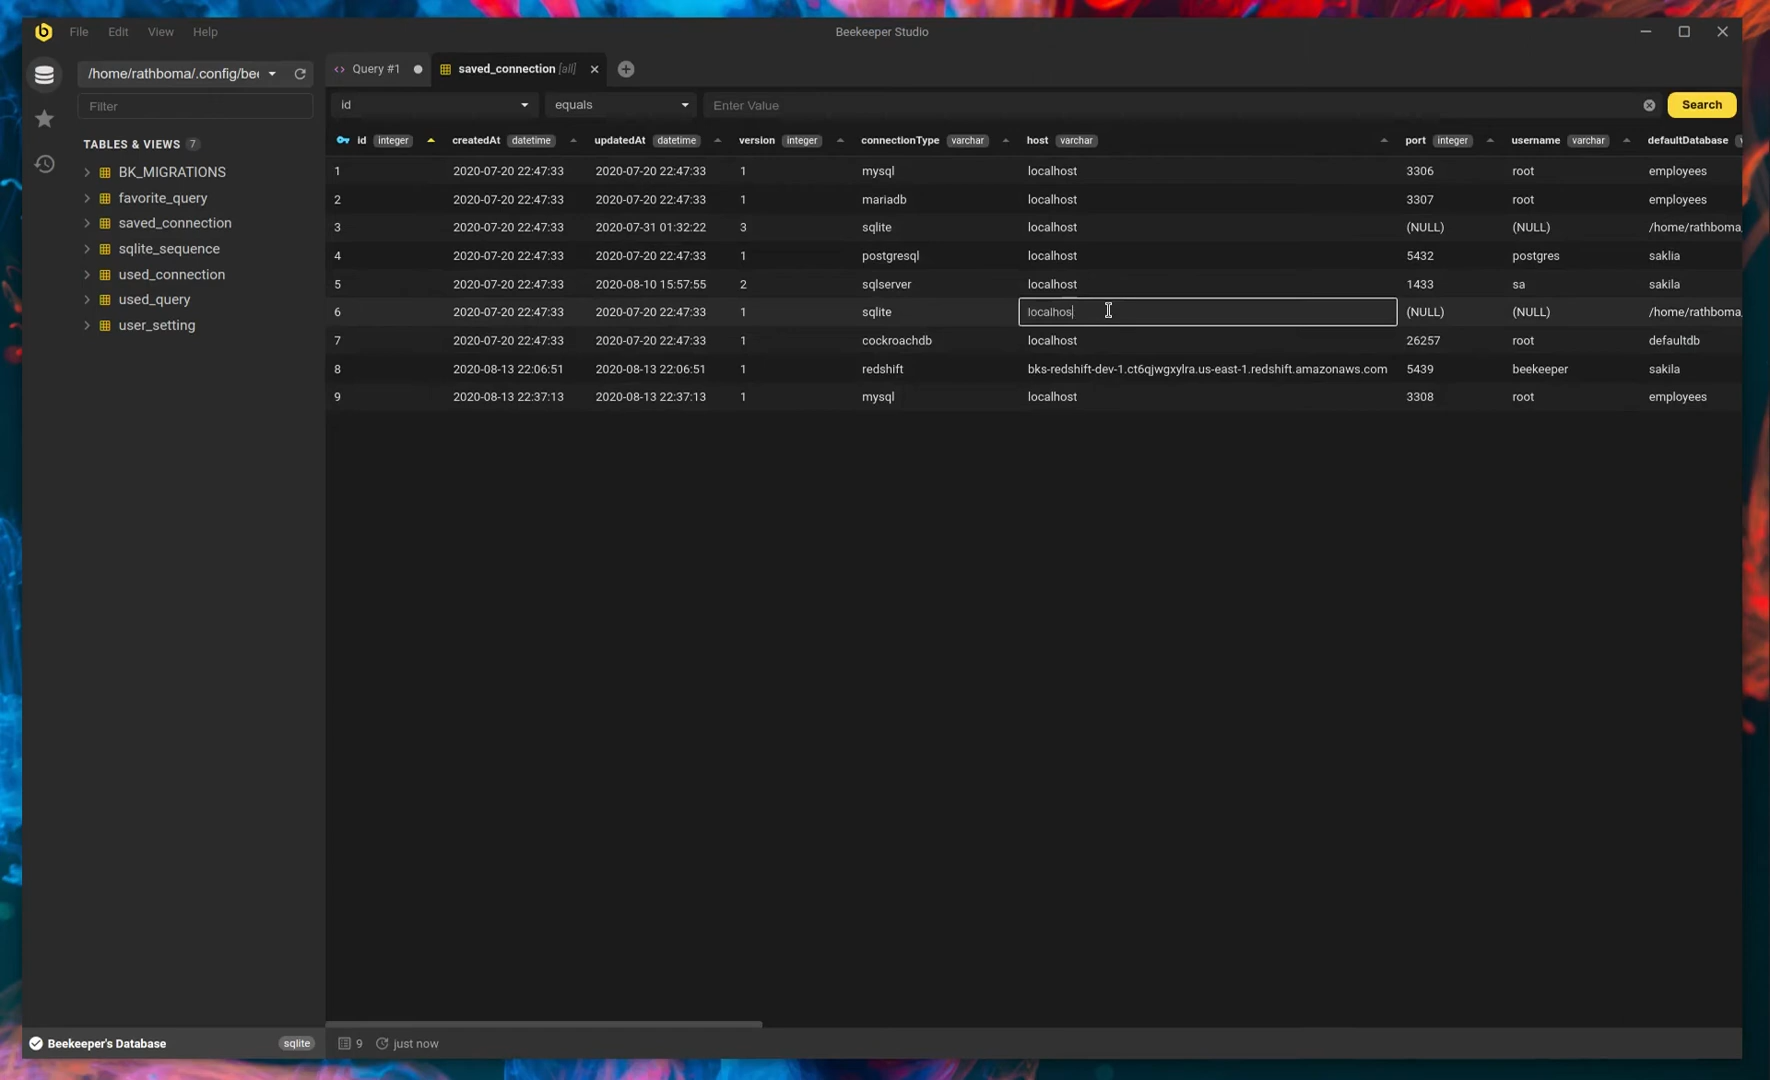 File Edit View Help Beekeeper Studio
/home/rathboma/.config/bee
Query #1 saved_connection [all]
Filter
id equals Enter Value Search
TABLES & VIEWS 7
BK_MIGRATIONS
favorite_query
saved_connection
sqlite_sequence
used_connection
used_query
user_setting
id integer createdAt datetime updatedAt datetime version integer connectionType varchar host varchar port integer username varchar defaultDatabase
1 2020-07-20 22:47:33 2020-07-20 22:47:33 1 mysql localhost 3306 root employees
2 2020-07-20 22:47:33 2020-07-20 22:47:33 1 mariadb localhost 3307 root employees
3 2020-07-20 22:47:33 2020-07-31 01:32:22 3 sqlite localhost (NULL) (NULL) /home/rathboma
4 2020-07-20 22:47:33 2020-07-20 22:47:33 1 postgresql localhost 5432 postgres saklia
5 2020-07-20 22:47:33 2020-08-10 15:57:55 2 sqlserver localhost 1433 sa sakila
6 2020-07-20 22:47:33 2020-07-20 22:47:33 1 sqlite localhos (NULL) (NULL) /home/rathboma
7 2020-07-20 22:47:33 2020-07-20 22:47:33 1 cockroachdb localhost 26257 root defaultdb
8 2020-08-13 22:06:51 2020-08-13 22:06:51 1 redshift bks-redshift-dev-1.ct6qjwgxylra.us-east-1.redshift.amazonaws.com 5439 beekeeper sakila
9 2020-08-13 22:37:13 2020-08-13 22:37:13 1 mysql localhost 3308 root employees
Beekeeper's Database sqlite 9 just now